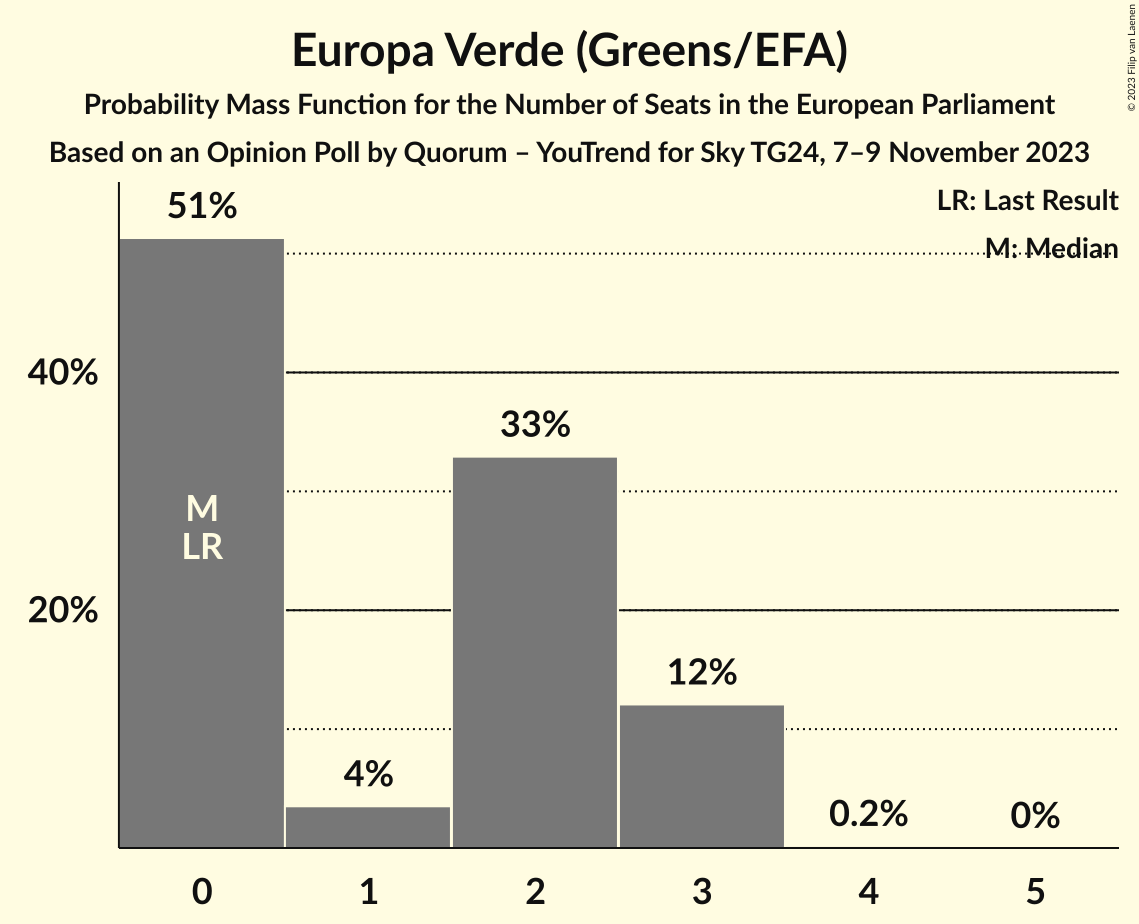 Europa Verde (Greens/EFA)
Probability Mass Function for the Number of Seats in the European Parliament
Based on an Opinion Poll by Quorum – YouTrend for Sky TG24, 7–9 November 2023
© 2023 Filip van Laenen
LR: Last Result
M: Median
51%
40%
33%
M
LR
20%
12%
4%
0.2%
0%
0
1
2
3
4
5